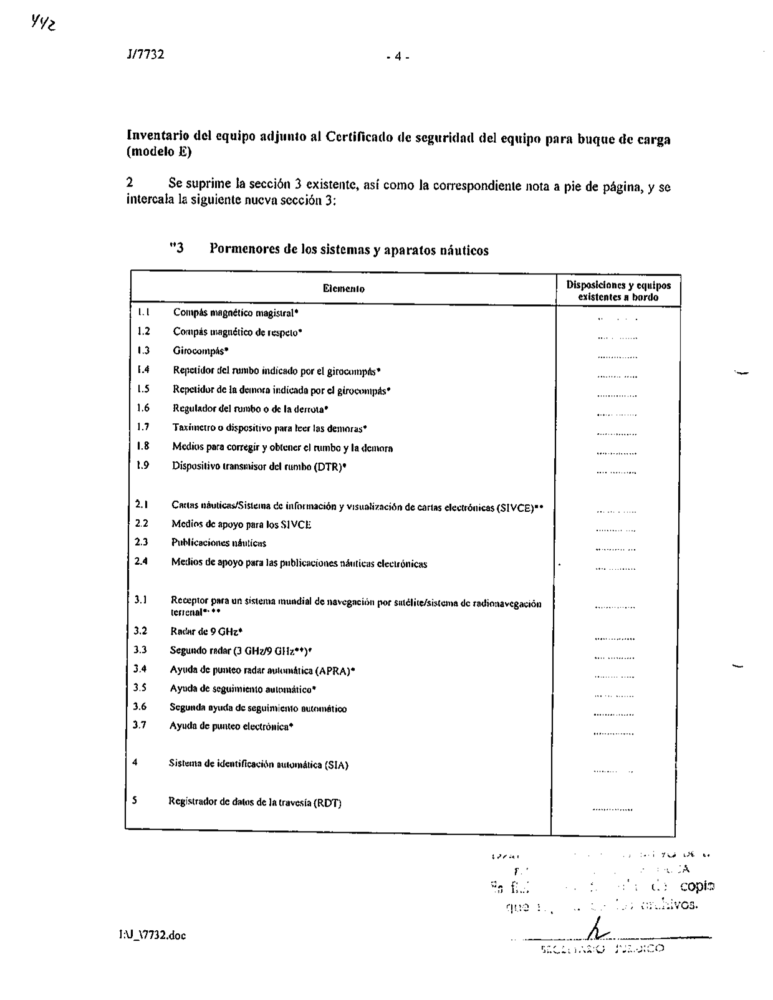 442
J/7732
- 4 -
Inventario del equipo adjunto al Certificado de seguridad del equipo para buque de carga
(modelo E)
2 Se suprime la sección 3 existente, así como la correspondiente nota a pie de página, y se
intercala la siguiente nueva sección 3:
"3 Pormenores de los sistemas y aparatos náuticos
Elemento
Disposiciones y equipos
existentes a bordo
1.1 Compás magnético magistral* .............
1.2 Compás magnético de respeto* .............
1.3 Girocompás* .............
1.4 Repetidor del rumbo indicado por el girocompás* .............
1.5 Repetidor de la demora indicada por el girocompás* .............
1.6 Regulador del rumbo o de la derrota* .............
1.7 Taxímetro o dispositivo para leer las demoras* .............
1.8 Medios para corregir y obtener el rumbo y la demora .............
1.9 Dispositivo transmisor del rumbo (DTR)* .............
2.1 Cartas náuticas/Sistema de información y visualización de cartas electrónicas (SIVCE)** .............
2.2 Medios de apoyo para los SIVCE .............
2.3 Publicaciones náuticas .............
2.4 Medios de apoyo para las publicaciones náuticas electrónicas .............
3.1 Receptor para un sistema mundial de navegación por satélite/sistema de radionavegación .............
terrenal*, **
3.2 Radar de 9 GHz* .............
3.3 Segundo radar (3 GHz/9 GHz**)* .............
3.4 Ayuda de punteo radar automática (APRA)* .............
3.5 Ayuda de seguimiento automático* .............
3.6 Segunda ayuda de seguimiento automático .............
3.7 Ayuda de punteo electrónica* .............
4 Sistema de identificación automática (SIA) .............
5 Registrador de datos de la travesía (RDT) .............
Es copia
que archivos.
I:\J_\7732.doc
SECRETARIO JURIDICO